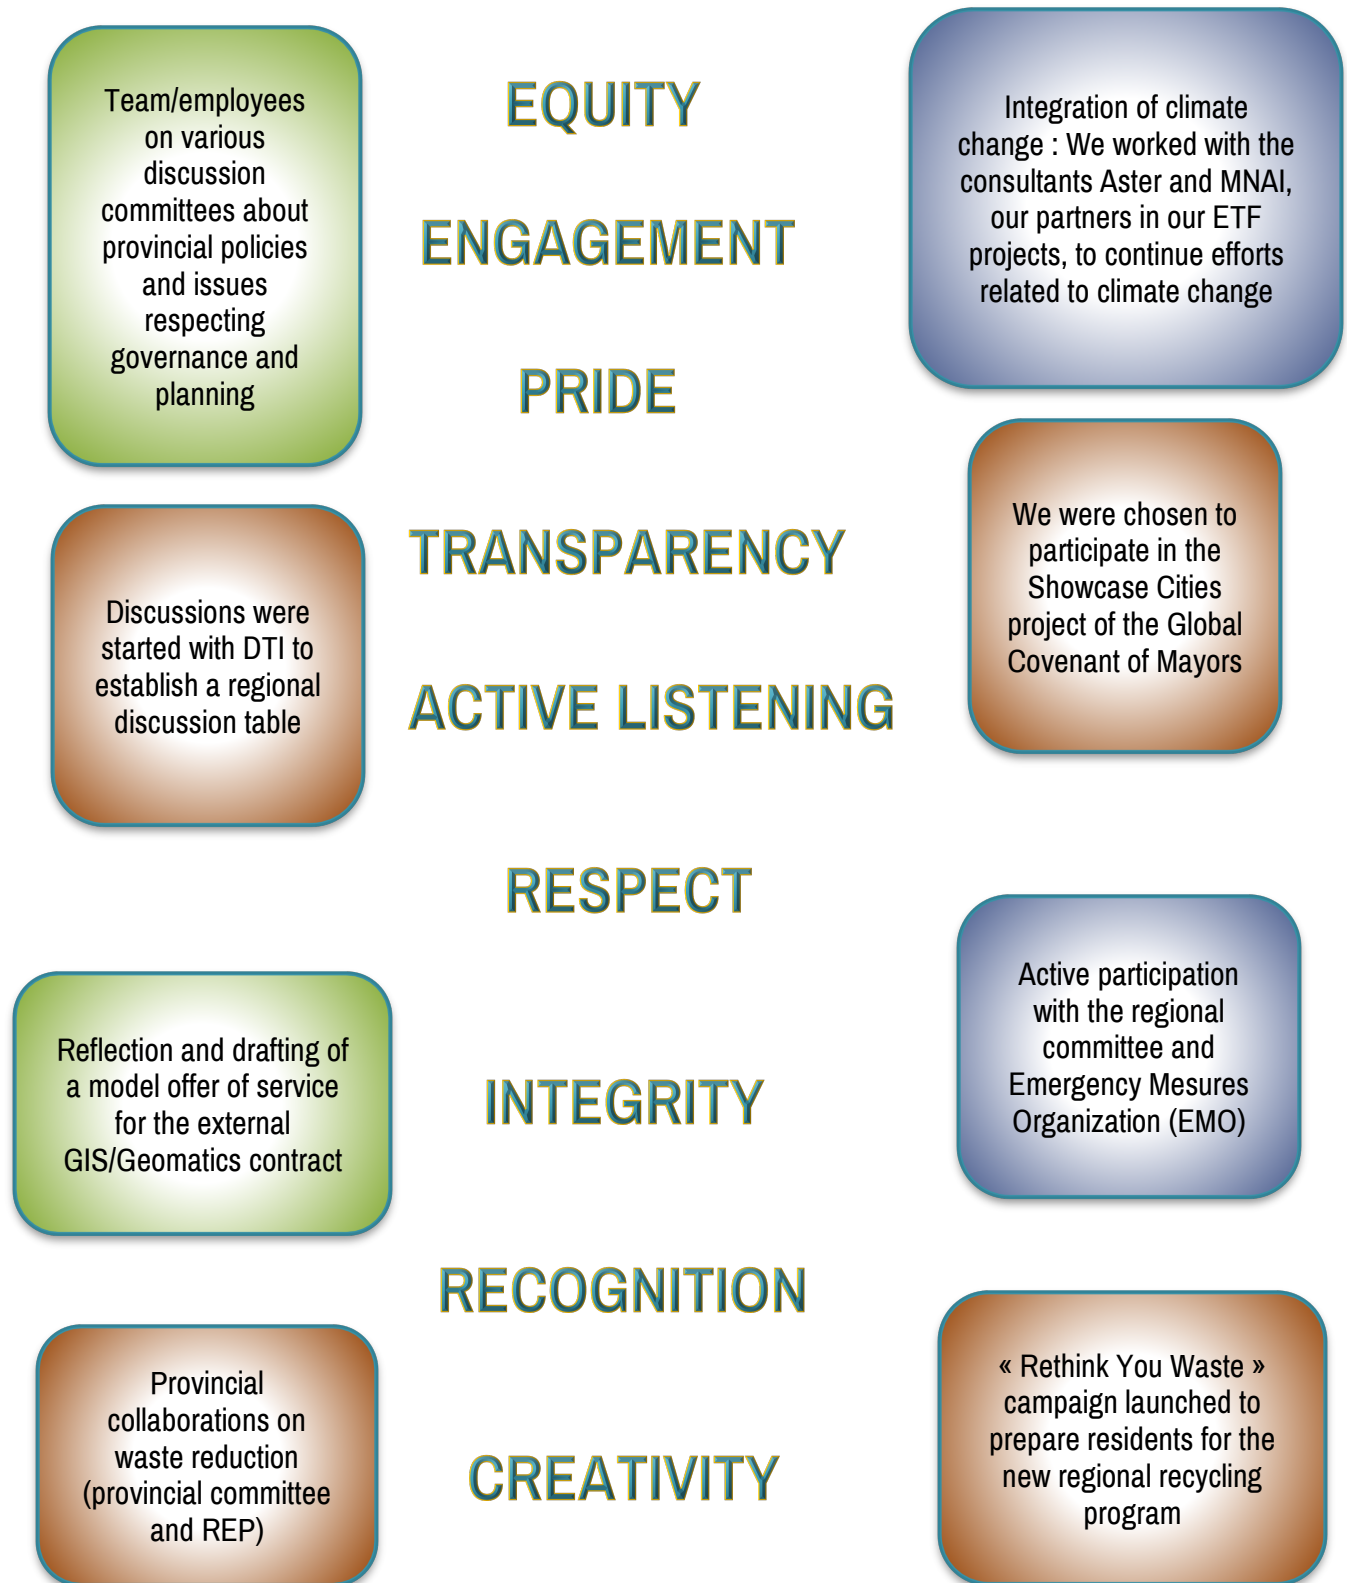 Team/employees
on various
discussion
committees about
provincial policies
and issues
respecting
governance and
planning
Discussions were
started with DTI to
establish a regional
discussion table
Reflection and drafting of
a model offer of service
for the external
GIS/Geomatics contract
Provincial
collaborations on
waste reduction
(provincial committee
and REP)
EQUITY
ENGAGEMENT
PRIDE
TRANSPARENCY
ACTIVE LISTENING
RESPECT
INTEGRITY
RECOGNITION
CREATIVITY
Integration of climate
change : We worked with the
consultants Aster and MNAI,
our partners in our ETF
projects, to continue efforts
related to climate change
We were chosen to
participate in the
Showcase Cities
project of the Global
Covenant of Mayors
Active participation
with the regional
committee and
Emergency Mesures
Organization (EMO)
« Rethink You Waste »
campaign launched to
prepare residents for the
new regional recycling
program